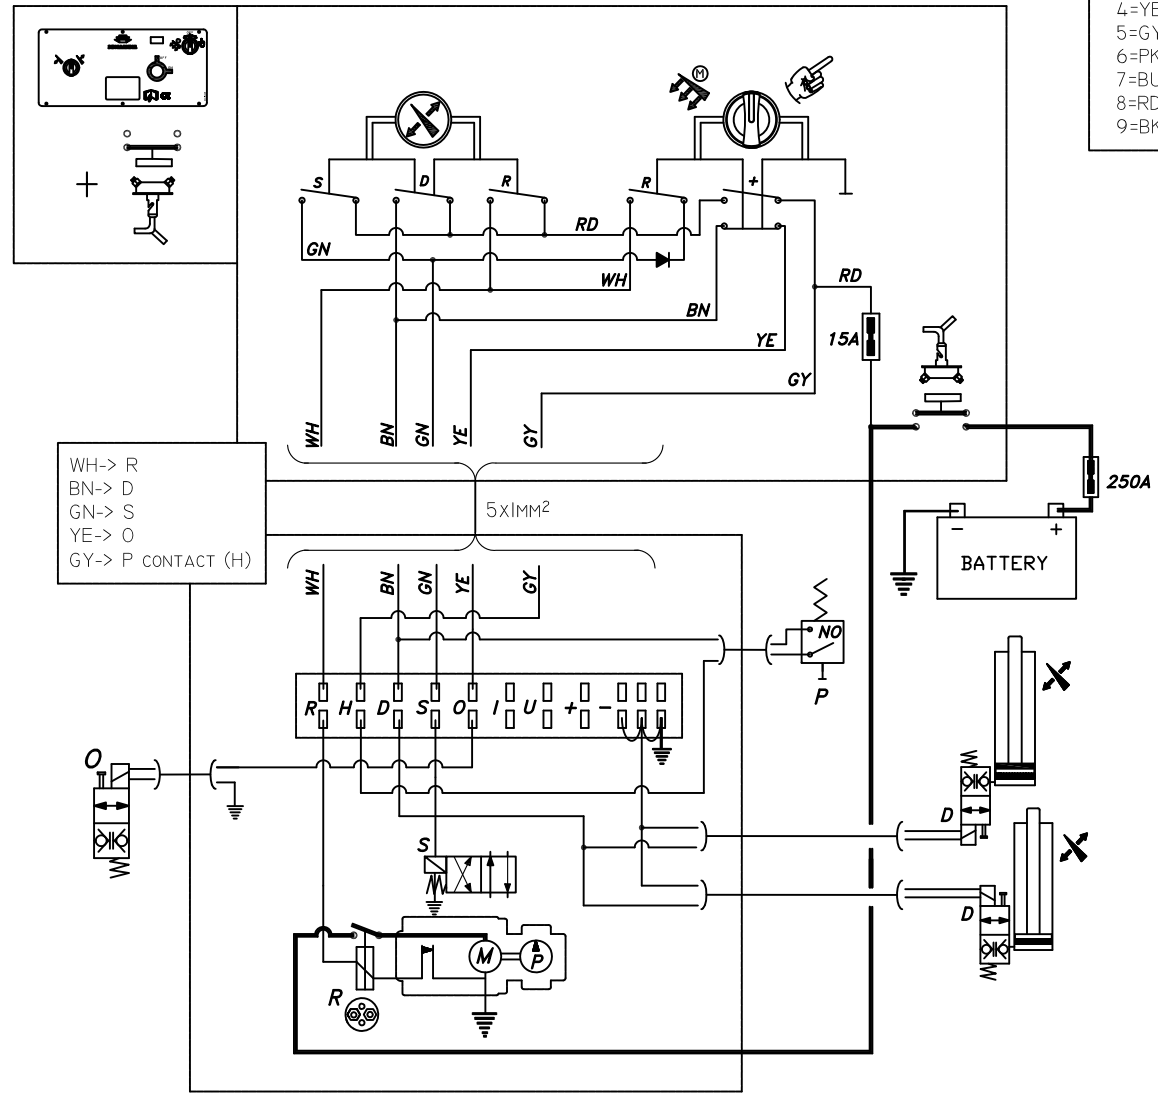 4=YE
5=GY
6=PK
7=BU
8=RD
9=BK
M
S
D
R
R
+
RD
GN
WH
RD
BN
15A
YE
GY
WH
BN
GN
YE
GY
WH-> R
BN-> D
GN-> S
YE-> O
GY-> P CONTACT (H)
5x1MM²
250A
- +
BATTERY
WH
BN
GN
YE
GY
NO
P
R H D S O I U + -
O
D
S
D
M
P
R